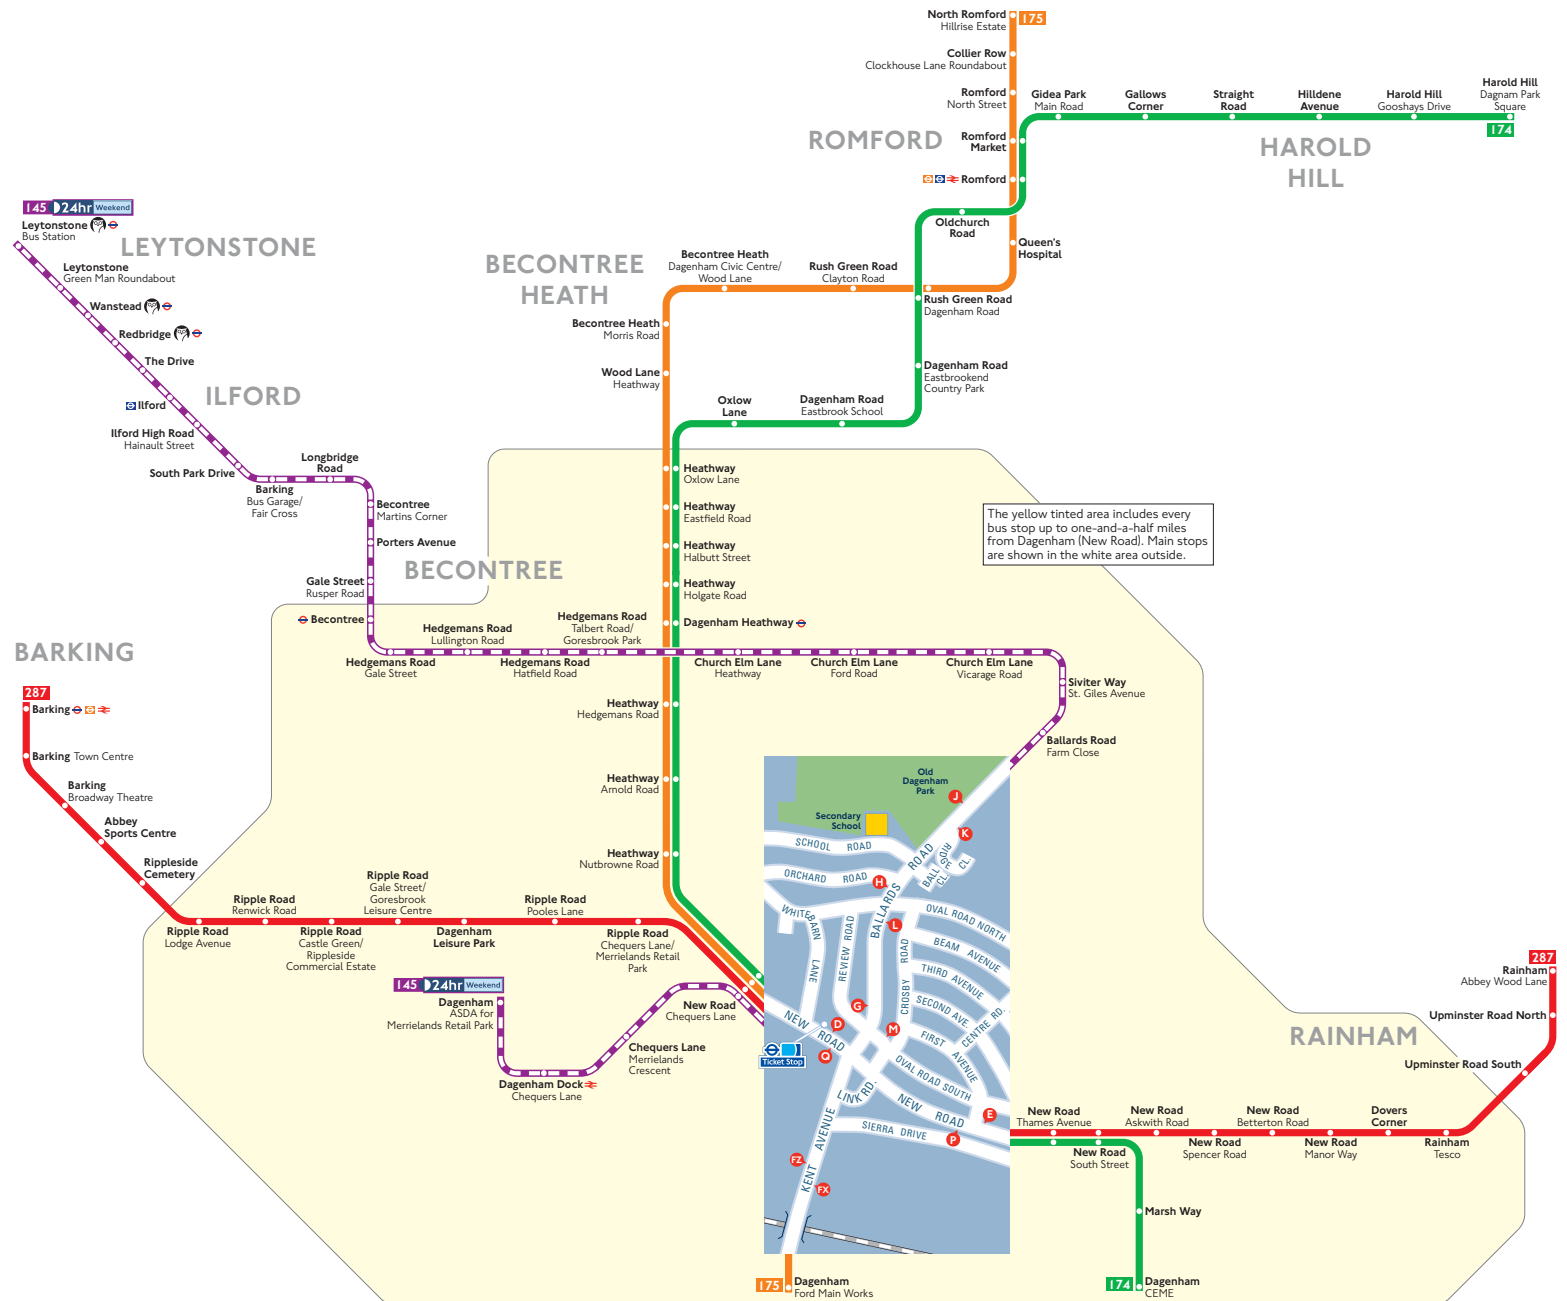 North Romford
Hillrise Estate
175
Collier Row
Clockhouse Lane Roundabout
Romford
North Street
Gidea Park
Main Road
Gallows
Corner
Straight
Road
Hilldene
Avenue
Harold Hill
Gooshays Drive
Harold Hill
Dagnam Park
Square
174
ROMFORD
Romford
Market
HAROLD
HILL
Romford
145
24hr
Weekend
Leytonstone
Bus Station
LEYTONSTONE
Oldchurch
Road
Queen's
Hospital
BECONTREE
HEATH
Becontree Heath
Dagenham Civic Centre/
Wood Lane
Rush Green Road
Clayton Road
Leytonstone
Green Man Roundabout
Wanstead
Rush Green Road
Dagenham Road
Redbridge
Becontree Heath
Morris Road
The Drive
Wood Lane
Heathway
Dagenham Road
Eastbrookend
Country Park
ILFORD
Ilford
Oxlow
Lane
Dagenham Road
Eastbrook School
Ilford High Road
Hainault Street
Longbridge
Road
South Park Drive
Barking
Bus Garage/
Fair Cross
Becontree
Martins Corner
Heathway
Oxlow Lane
Heathway
Eastfield Road
The yellow tinted area includes every
bus stop up to one-and-a-half miles
from Dagenham (New Road). Main stops
are shown in the white area outside.
Porters Avenue
Heathway
Halbutt Street
BECONTREE
Gale Street
Rusper Road
Heathway
Holgate Road
Becontree
Hedgemans Road
Lullington Road
Hedgemans Road
Talbert Road/
Goresbrook Park
Dagenham Heathway
BARKING
Hedgemans Road
Gale Street
Hedgemans Road
Hatfield Road
Church Elm Lane
Heathway
Church Elm Lane
Ford Road
Church Elm Lane
Vicarage Road
Siviter Way
St. Giles Avenue
287
Barking
Heathway
Hedgemans Road
Ballards Road
Farm Close
Barking Town Centre
Barking
Broadway Theatre
Heathway
Arnold Road
Abbey
Sports Centre
Rippleside
Cemetery
Heathway
Nutbrowne Road
Old
Dagenham
Park
J
Secondary
School
K
SCHOOL ROAD
ORCHARD ROAD
H
BALLARDS ROAD
BALL
RIDGE
CL.
CL.
WHITEBARN LANE
REVIEW ROAD
L
OVAL ROAD NORTH
BEAM AVENUE
THIRD AVENUE
CROSBY ROAD
SECOND AVE.
CENTRE RD.
G
D
M
FIRST AVENUE
NEW ROAD
Q
Ticket Stop
OVAL ROAD SOUTH
LINK RD.
NEW ROAD
E
SIERRA DRIVE
P
KENT AVENUE
FZ
FX
Ripple Road
Renwick Road
Ripple Road
Gale Street/
Goresbrook
Leisure Centre
Ripple Road
Pooles Lane
Ripple Road
Lodge Avenue
Ripple Road
Castle Green/
Rippleside
Commercial Estate
Dagenham
Leisure Park
Ripple Road
Chequers Lane/
Merrielands Retail
Park
145
24hr
Weekend
Dagenham
ASDA for
Merrielands Retail Park
New Road
Chequers Lane
Chequers Lane
Merrielands
Crescent
Dagenham Dock
Chequers Lane
287
Rainham
Abbey Wood Lane
Upminster Road North
RAINHAM
Upminster Road South
New Road
Thames Avenue
New Road
Askwith Road
New Road
Betterton Road
Dovers
Corner
New Road
South Street
New Road
Spencer Road
New Road
Manor Way
Rainham
Tesco
Marsh Way
175
Dagenham
Ford Main Works
174
Dagenham
CEME